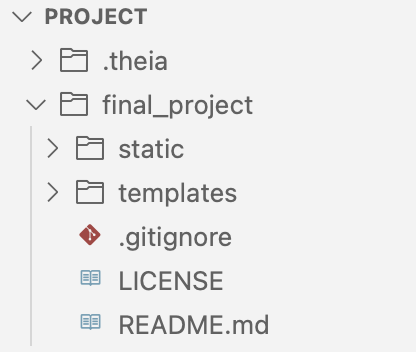 PROJECT
.theia
final_project
static
templates
.gitignore
LICENSE
README.md